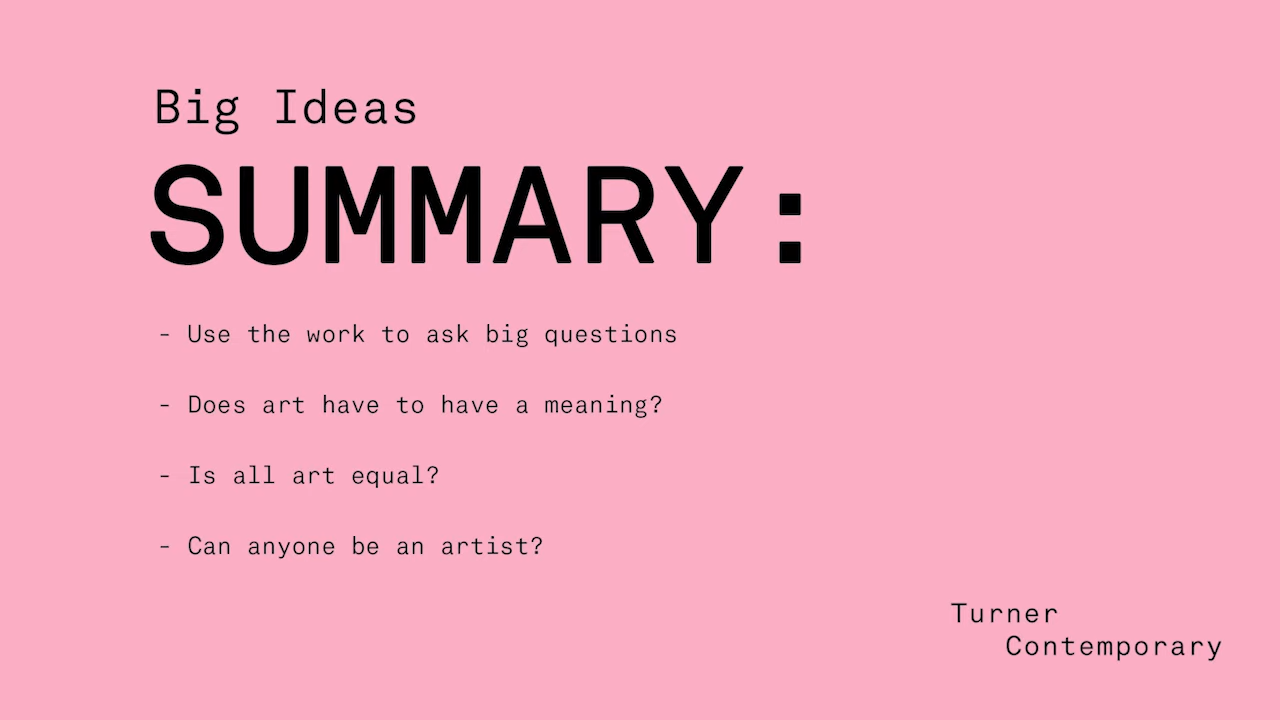 Big Ideas
SUMMARY:
- Use the work to ask big questions
- Does art have to have a meaning?
- Is all art equal?
- Can anyone be an artist?
Turner
Contemporary